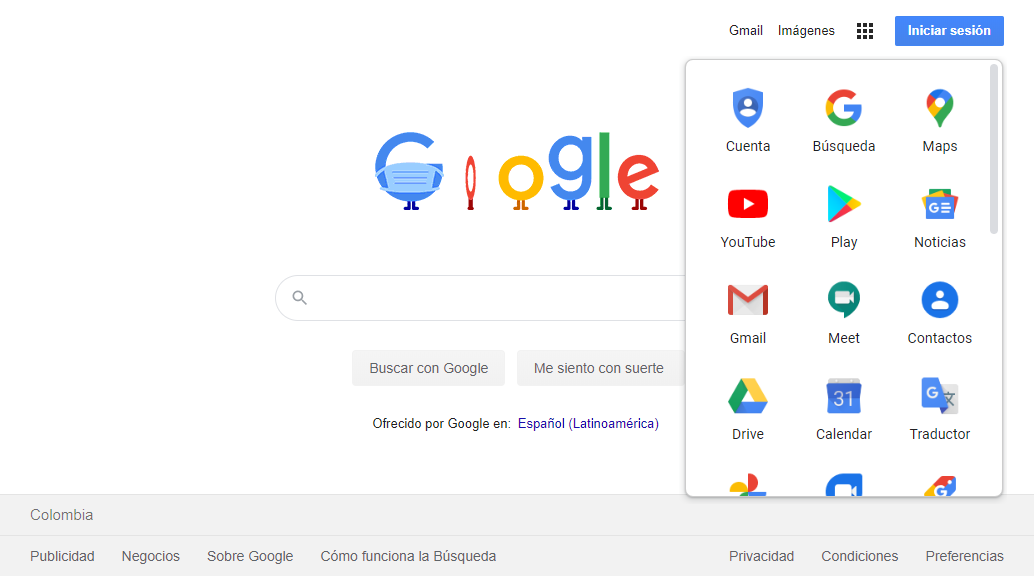 Gmail Imágenes Iniciar sesión
Google
Cuenta Búsqueda Maps
YouTube Play Noticias
GE
Gmail Meet Contactos
Buscar con Google Me siento con suerte
31 G 文
Drive Calendar Traductor
Ofrecido por Google en: Español (Latinoamérica)
G
Colombia
Publicidad Negocios Sobre Google Cómo funciona la Búsqueda Privacidad Condiciones Preferencias